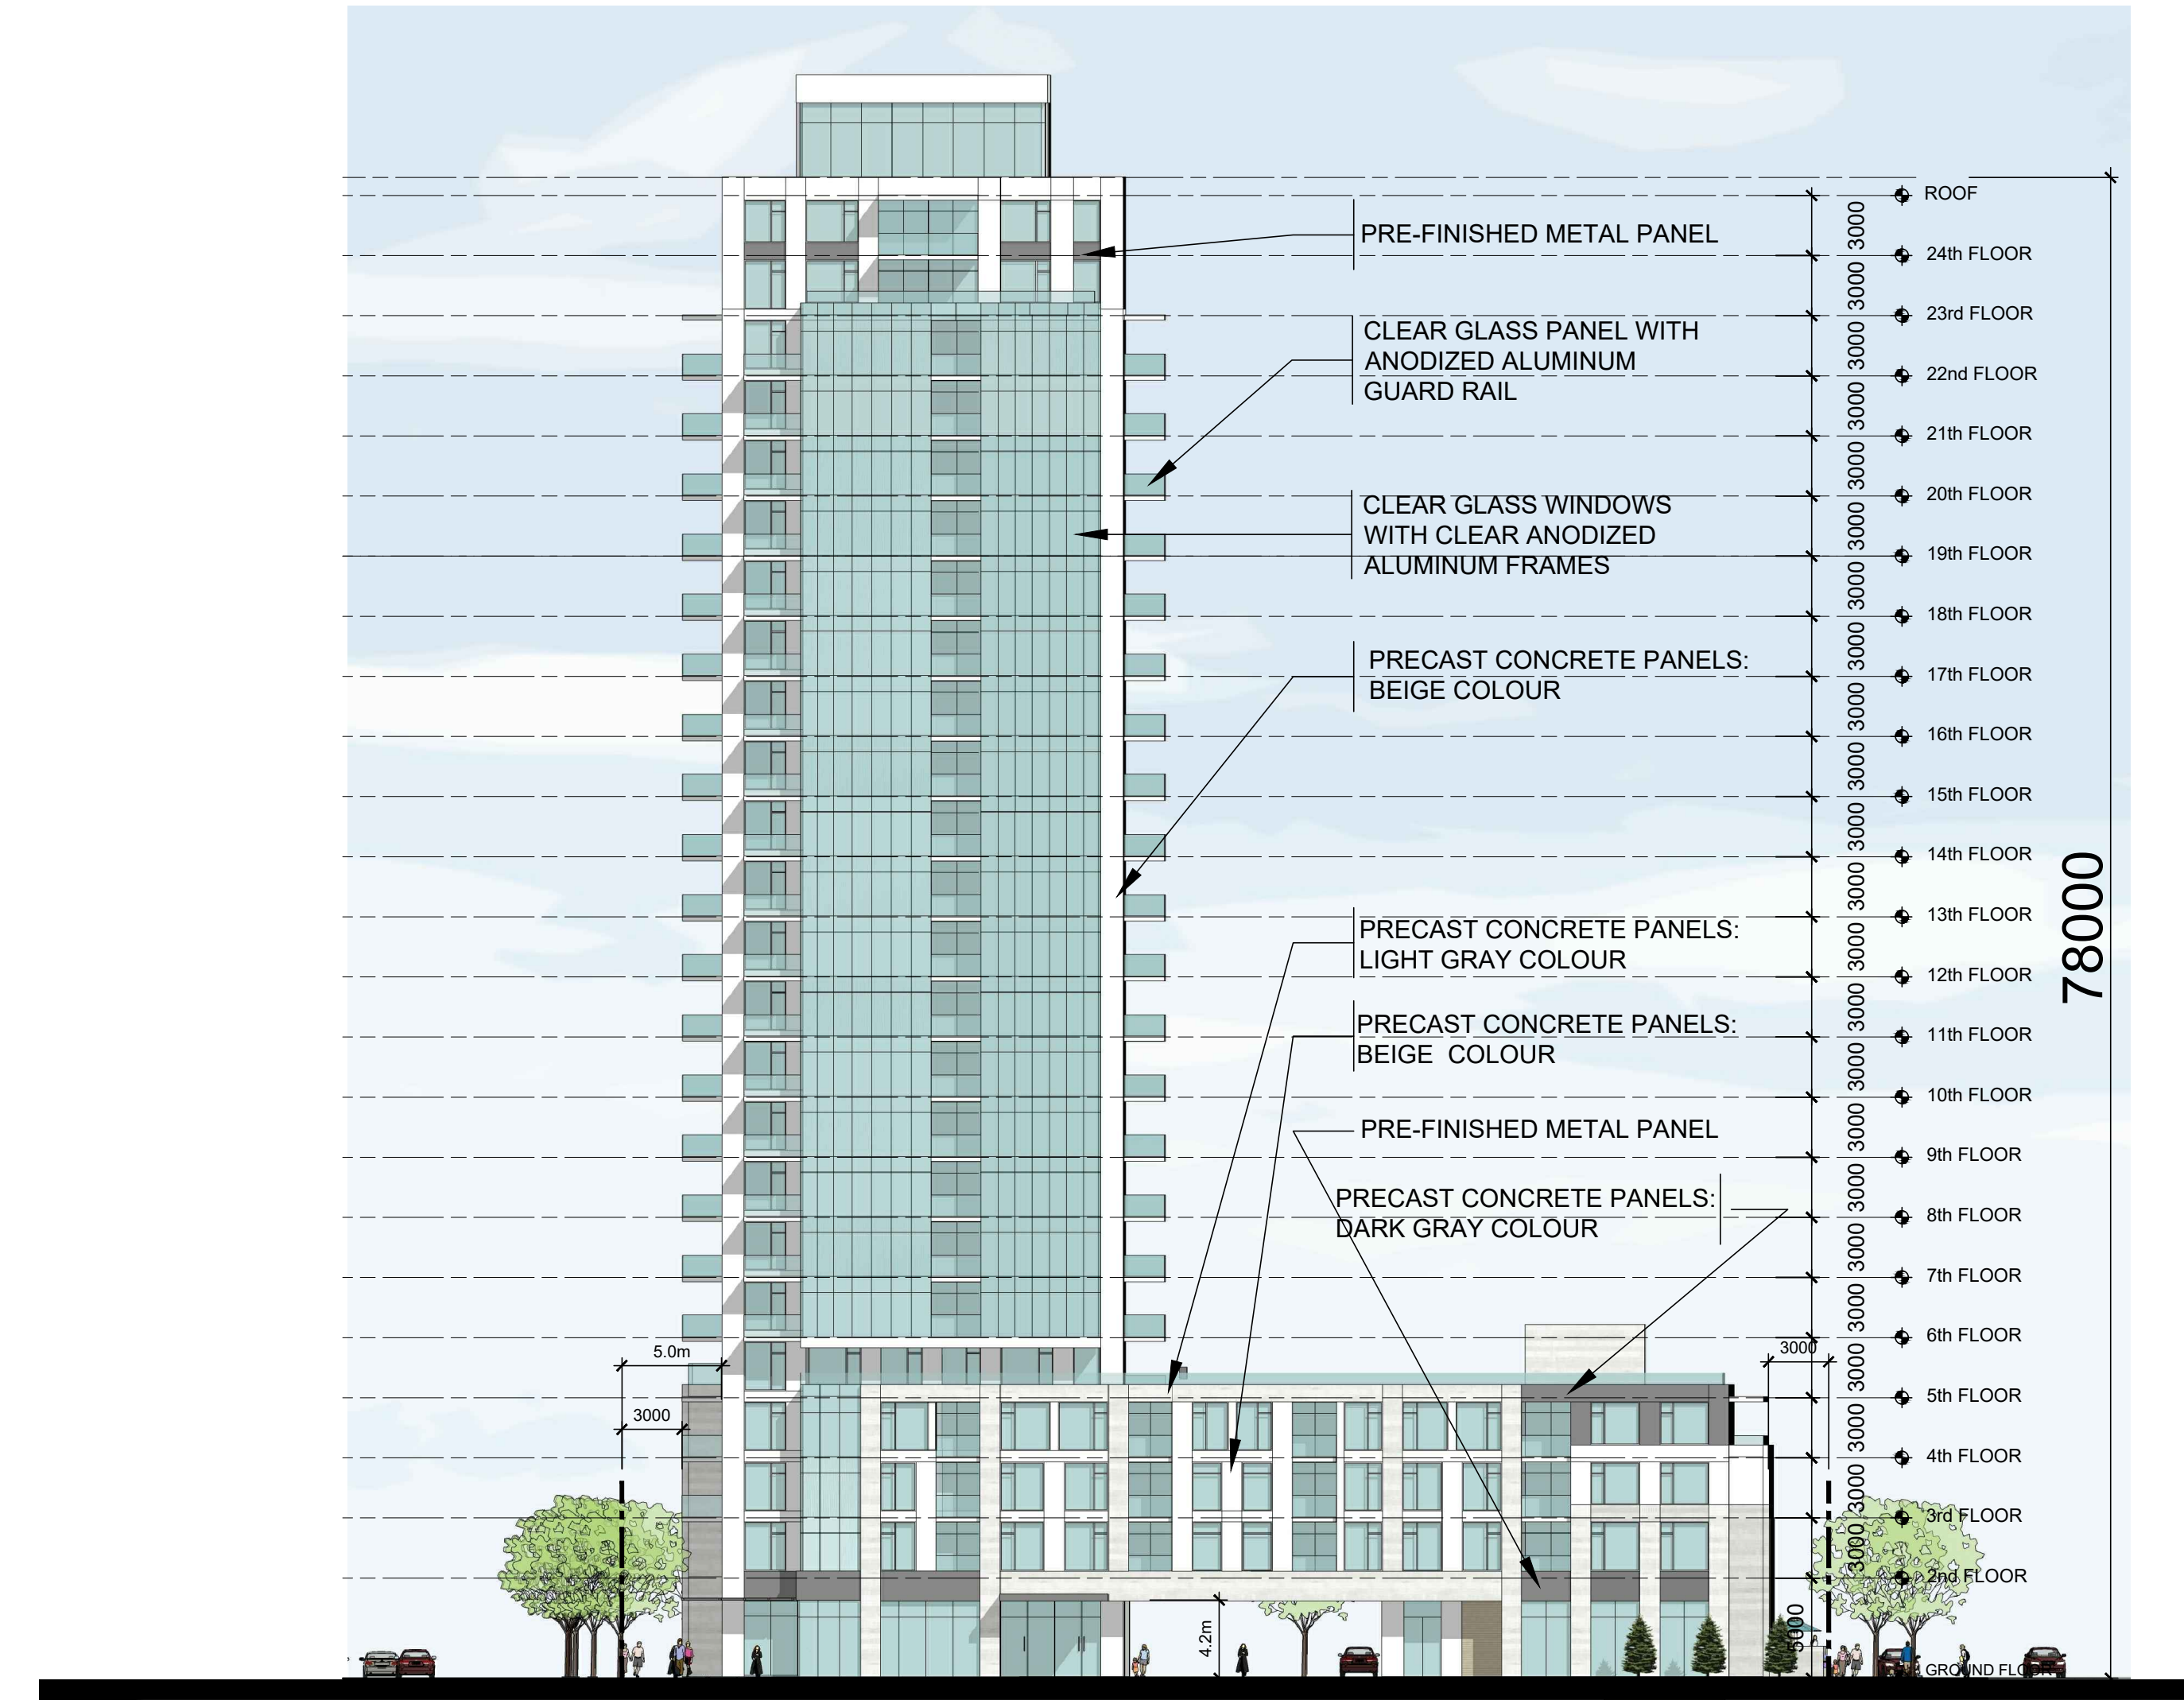 ROOF
3000
PRE-FINISHED METAL PANEL
24th FLOOR
3000
23rd FLOOR
CLEAR GLASS PANEL WITH
ANODIZED ALUMINUM
GUARD RAIL
3000
22nd FLOOR
3000
21th FLOOR
3000
20th FLOOR
CLEAR GLASS WINDOWS
WITH CLEAR ANODIZED
ALUMINUM FRAMES
3000
19th FLOOR
3000
18th FLOOR
3000
PRECAST CONCRETE PANELS:
BEIGE COLOUR
17th FLOOR
3000
16th FLOOR
3000
15th FLOOR
3000
14th FLOOR
3000
13th FLOOR
78000
PRECAST CONCRETE PANELS:
LIGHT GRAY COLOUR
3000
12th FLOOR
3000
PRECAST CONCRETE PANELS:
BEIGE COLOUR
11th FLOOR
3000
10th FLOOR
3000
PRE-FINISHED METAL PANEL
9th FLOOR
3000
PRECAST CONCRETE PANELS:
DARK GRAY COLOUR
8th FLOOR
3000
7th FLOOR
3000
6th FLOOR
5.0m
3000
3000
5th FLOOR
3000
3000
4th FLOOR
3000
3rd FLOOR
3000
2nd FLOOR
4.2m
5000
GROUND FLOOR